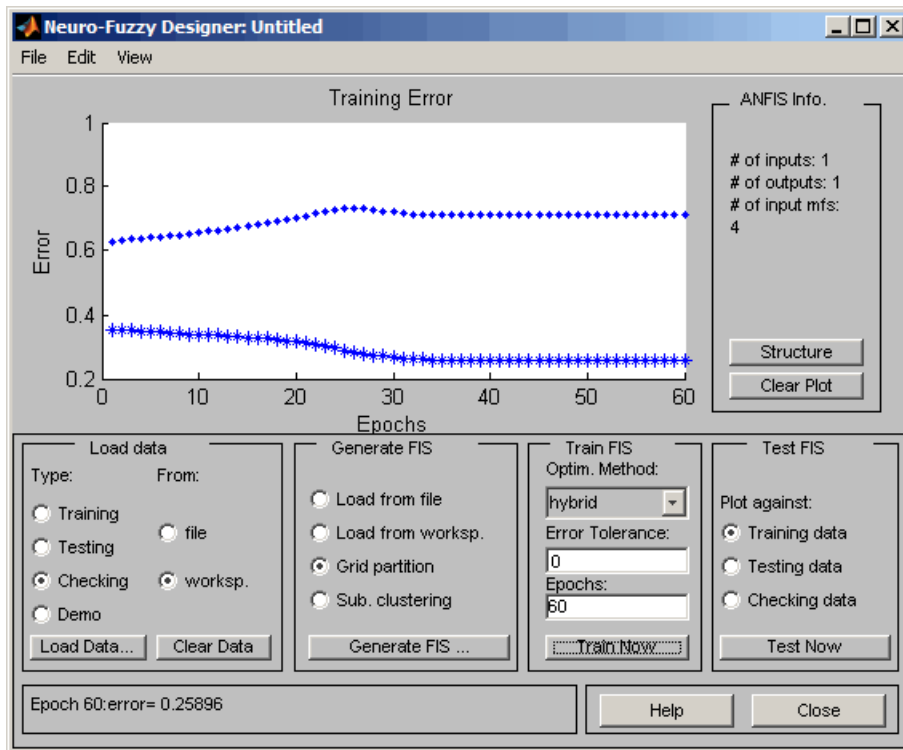 Neuro-Fuzzy Designer: Untitled
File Edit View
Training Error
1
0.8
0.6
0.4
0.2
Error
0 10 20 30 40 50 60
Epochs
ANFIS Info.
# of inputs: 1
# of outputs: 1
# of input mfs:
4
Structure
Clear Plot
Load data
Type: From:
Training
file
Testing
Checking worksp.
Demo
Load Data... Clear Data
Generate FIS
Load from file
Load from worksp.
Grid partition
Sub. clustering
Generate FIS ...
Train FIS
Optim. Method:
hybrid
Error Tolerance:
0
Epochs:
60
Train Now
Test FIS
Plot against:
Training data
Testing data
Checking data
Test Now
Epoch 60:error= 0.25896
Help Close